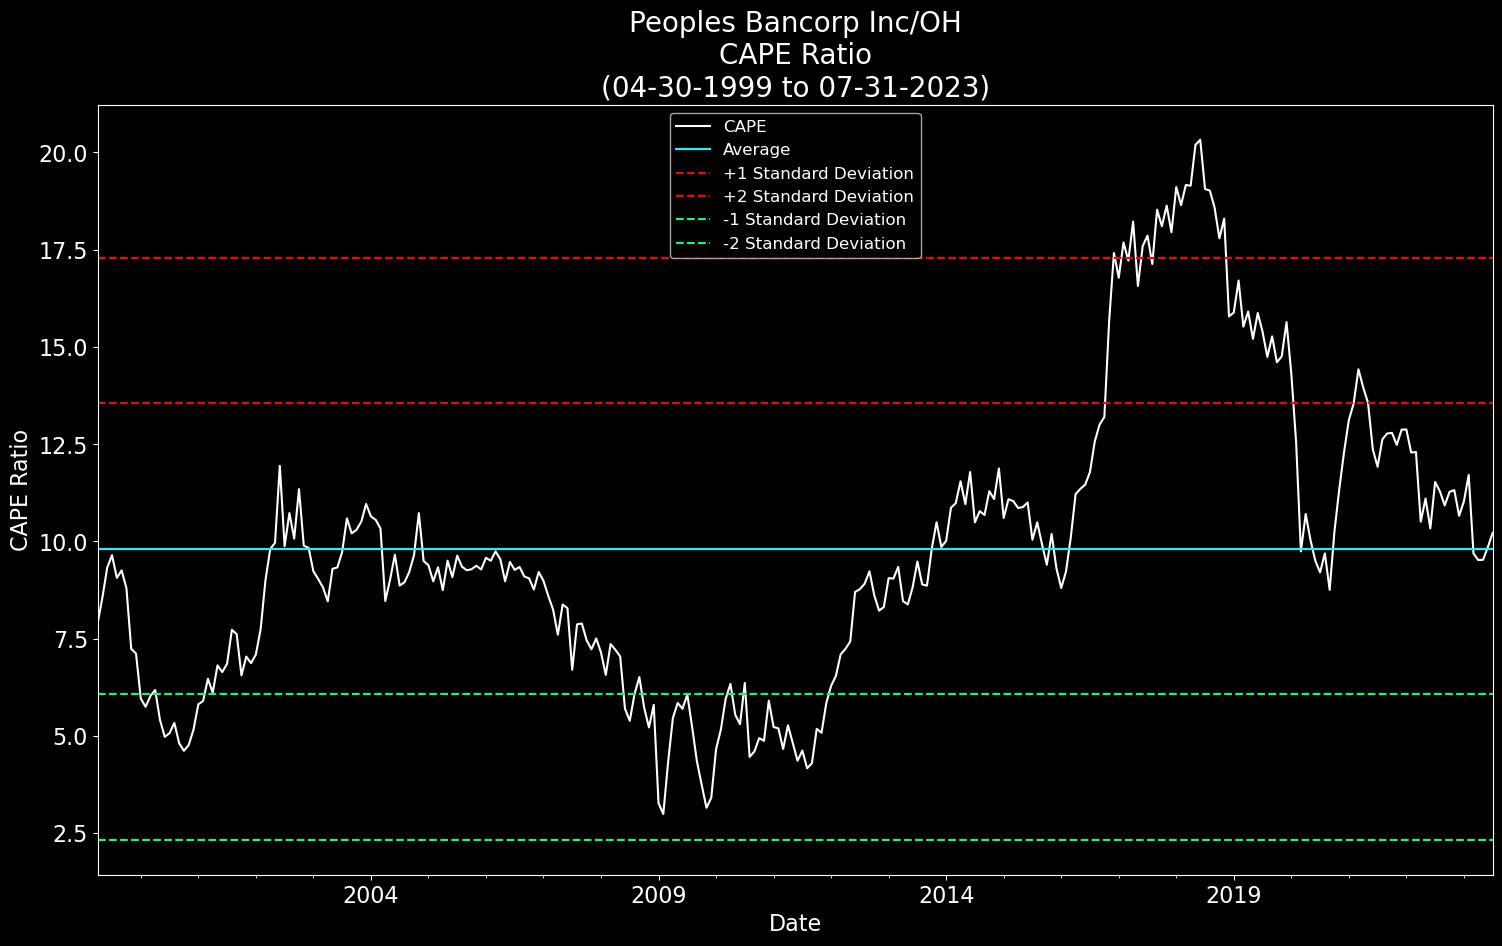 Peoples Bancorp Inc/OH
CAPE Ratio
(04-30-1999 to 07-31-2023)
CAPE
Average
+1 Standard Deviation
+2 Standard Deviation
-1 Standard Deviation
-2 Standard Deviation
20.0
17.5
15.0
12.5
10.0
7.5
5.0
2.5
CAPE Ratio
2004
2009
2014
2019
Date